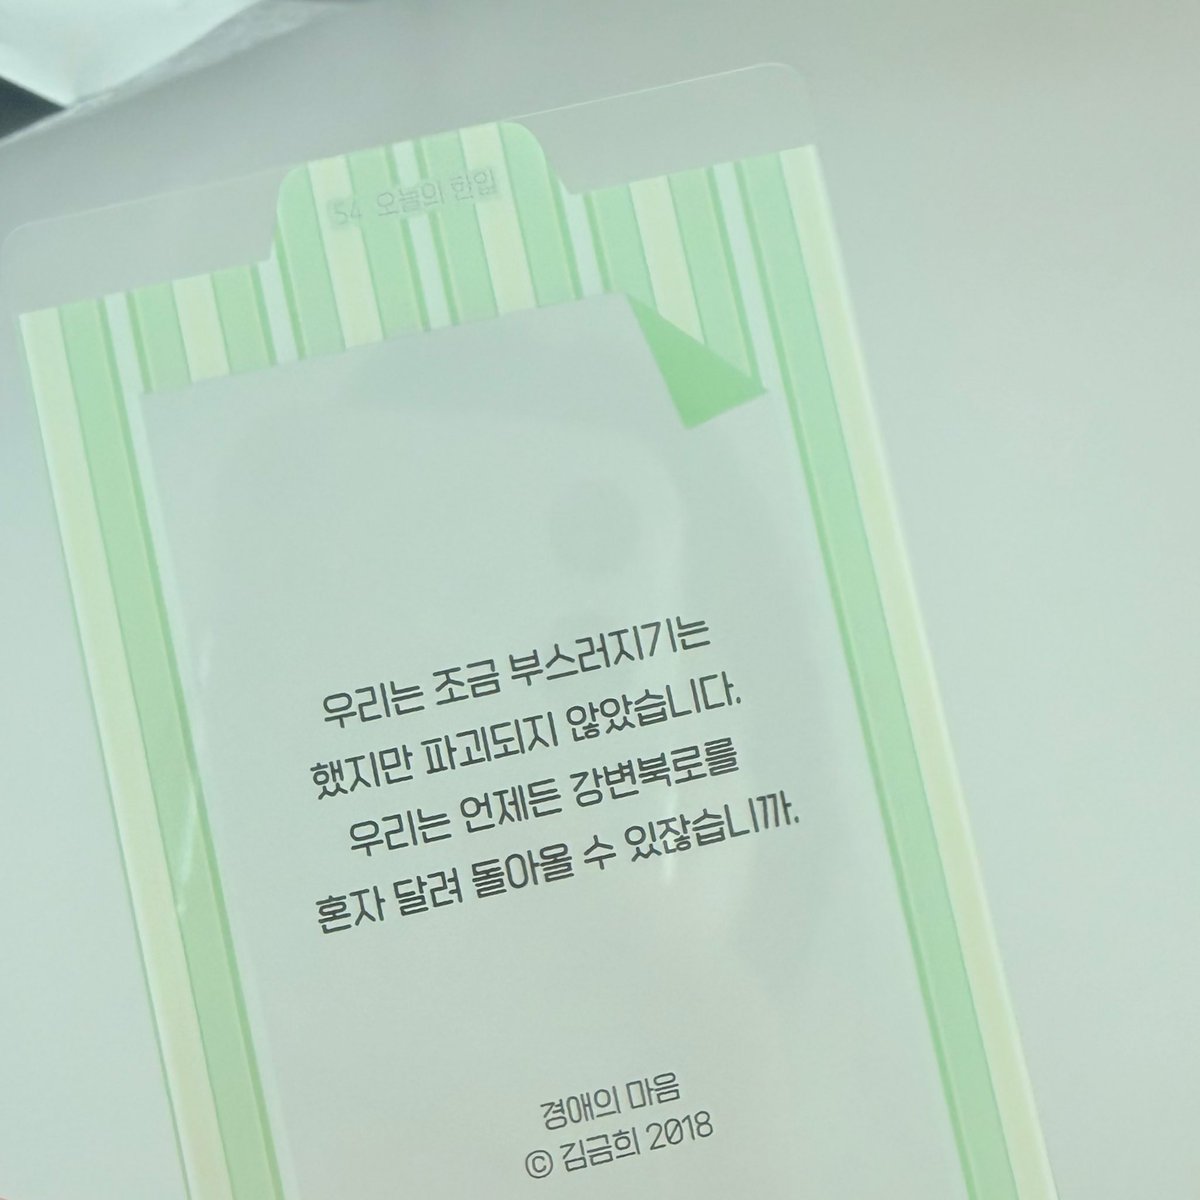 54 오늘의 한입
우리는 조금 부스러지기는
했지만 파괴되지 않았습니다.
우리는 언제든 강변북로를
혼자 달려 돌아올 수 있잖습니까.
경애의 마음
© 김금희 2018